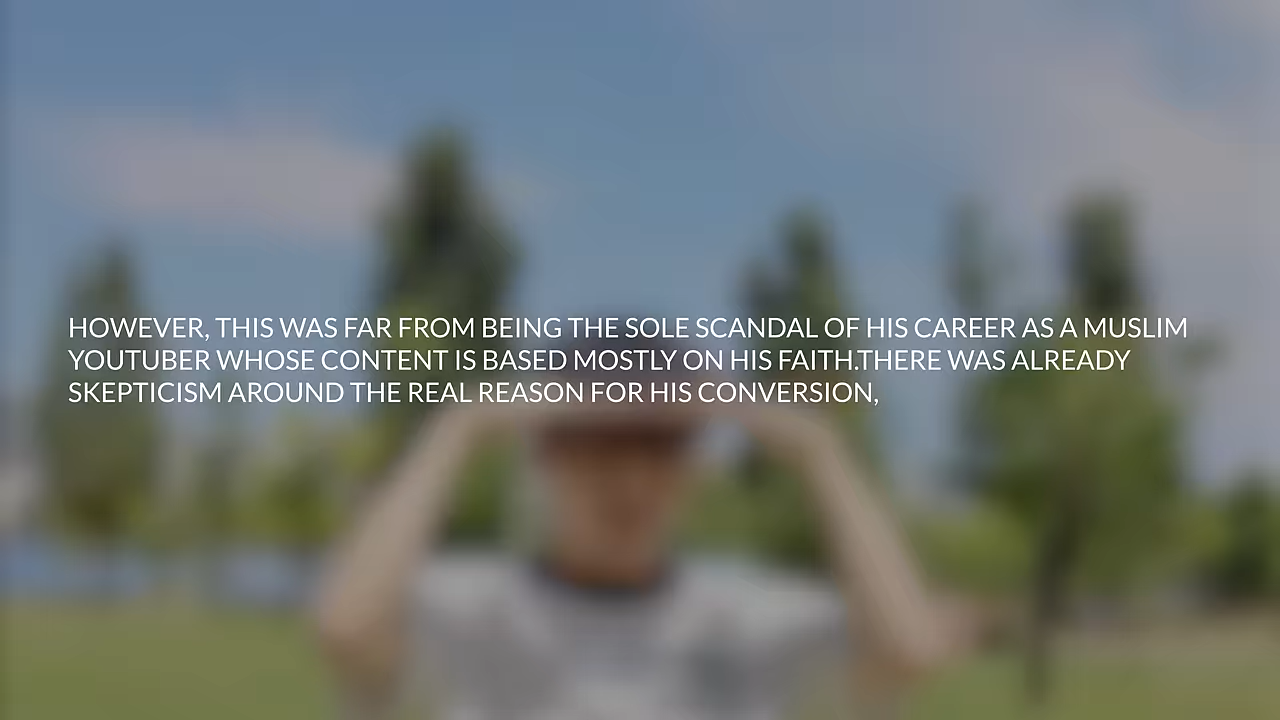 HOWEVER, THIS WAS FAR FROM BEING THE SOLE SCANDAL OF HIS CAREER AS A MUSLIM
YOUTUBER WHOSE CONTENT IS BASED MOSTLY ON HIS FAITH.THERE WAS ALREADY
SKEPTICISM AROUND THE REAL REASON FOR HIS CONVERSION,